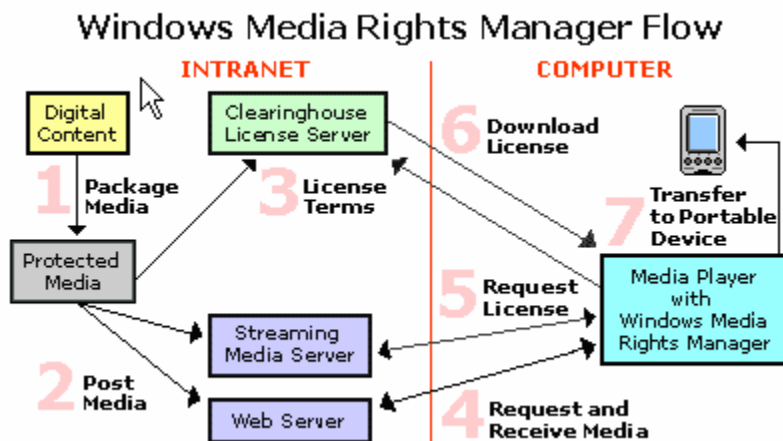 Windows Media Rights Manager Flow
INTRANET
COMPUTER
Digital
Content
Clearinghouse
License Server
1
Package
Media
3
License
Terms
6
Download
License
7
Transfer
to Portable
Device
Protected
Media
5
Request
License
Media Player
with
Windows Media
Rights Manager
Streaming
Media Server
2
Post
Media
Web Server
4
Request and
Receive Media